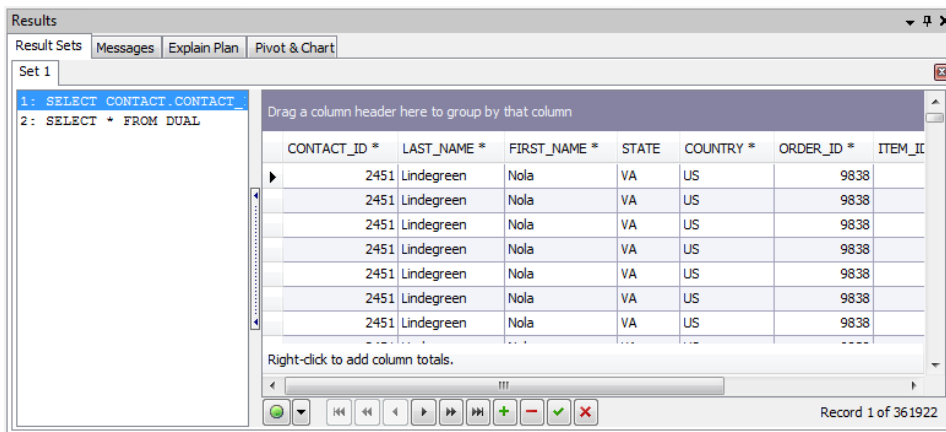 Results
Result Sets Messages Explain Plan Pivot & Chart
Set 1
1: SELECT CONTACT.CONTACT_
2: SELECT * FROM DUAL
Drag a column header here to group by that column
CONTACT_ID * LAST_NAME * FIRST_NAME * STATE COUNTRY * ORDER_ID * ITEM_ID
2451 Lindegreen Nola VA US 9838
2451 Lindegreen Nola VA US 9838
2451 Lindegreen Nola VA US 9838
2451 Lindegreen Nola VA US 9838
2451 Lindegreen Nola VA US 9838
2451 Lindegreen Nola VA US 9838
2451 Lindegreen Nola VA US 9838
Right-click to add column totals.
Record 1 of 361922